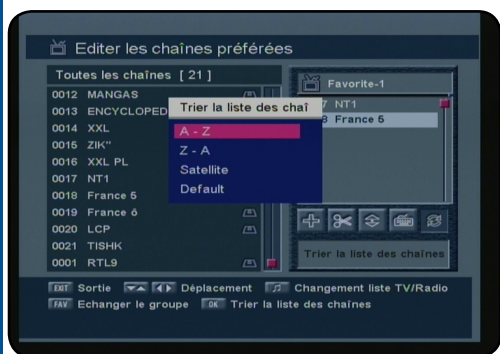 Editer les chaînes préférées
Toutes les chaînes [ 21 ]
0012 MANGAS
0013 ENCYCLOPED
0014 XXL
0015 ZIK"
0016 XXL PL
0017 NT1
0018 France 5
0019 France ô
0020 LCP
0021 TISHK
0001 RTL9
Trier la liste des chaî
A - Z
Z - A
Satellite
Default
Favorite-1
7 NT1
8 France 5
Trier la liste des chaînes
EXIT Sortie Déplacement Changement liste TV/Radio
FAV Echanger le groupe OK Trier la liste des chaînes